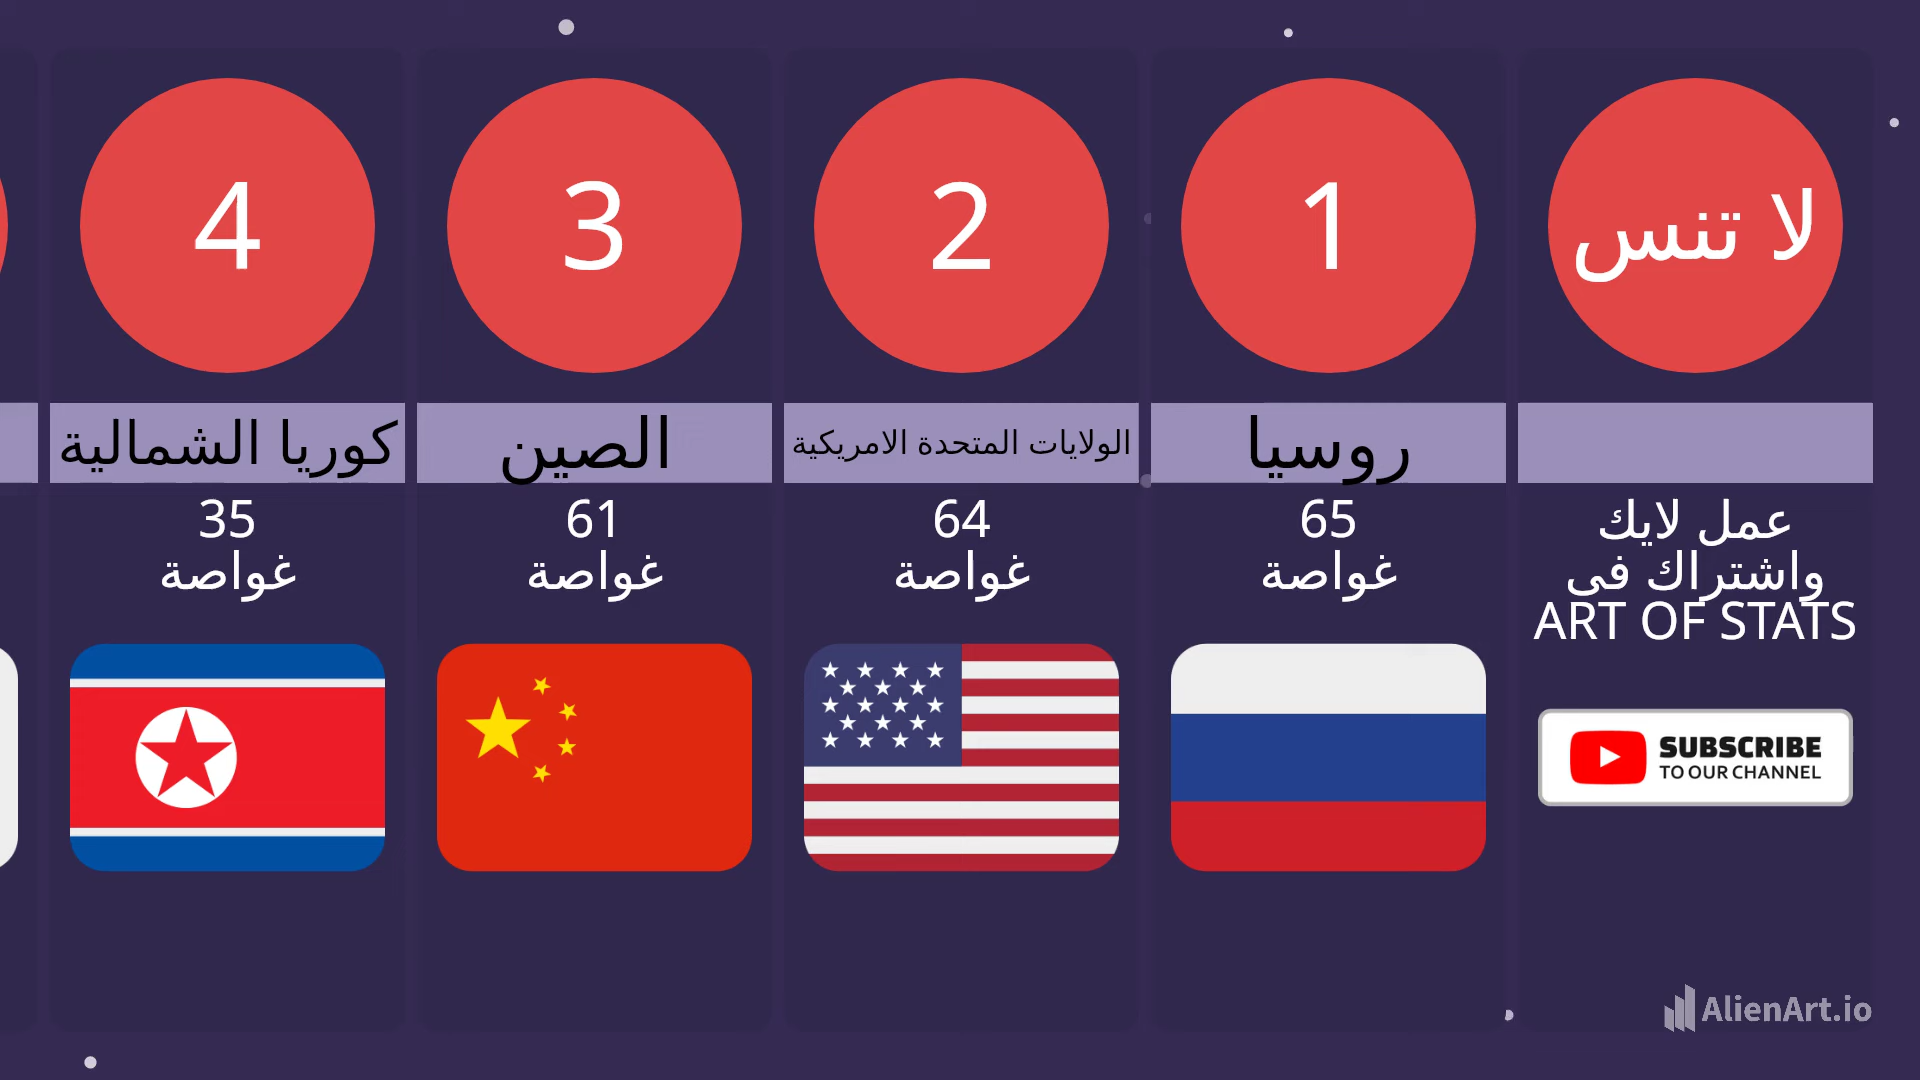 4
كوريا الشمالية
35
غواصة
3
الصين
61
غواصة
2
الولايات المتحدة الامريكية
64
غواصة
1
روسيا
65
غواصة
لا تنس
عمل لايك
واشتراك فى
ART OF STATS
SUBSCRIBE
TO OUR CHANNEL
AlienArt.io